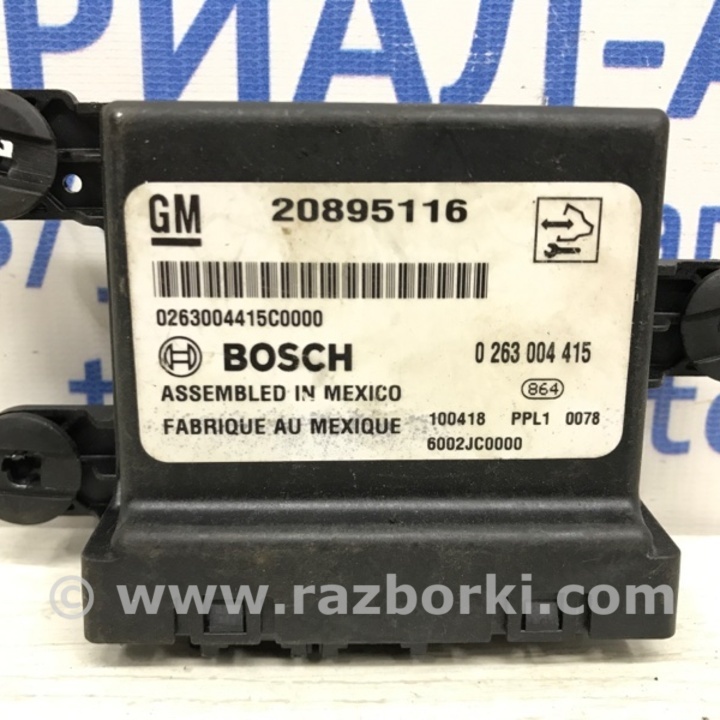 РИАЛ-А
GM 20895116
0263004415C0000
BOSCH 0 263 004 415
ASSEMBLED IN MEXICO 864
FABRIQUE AU MEXIQUE 100418 PPL1 0078
6002JC0000
© www.razborki.com